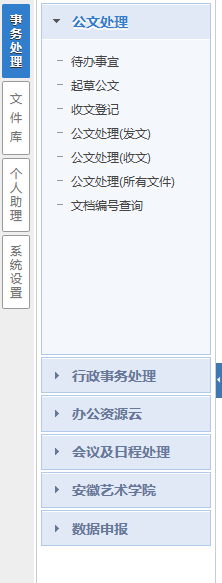 事务处理
文件库
个人助理
系统设置
公文处理
待办事宜
起草公文
收文登记
公文处理(发文)
公文处理(收文)
公文处理(所有文件)
文档编号查询
行政事务处理
办公资源云
会议及日程处理
安徽艺术学院
数据申报